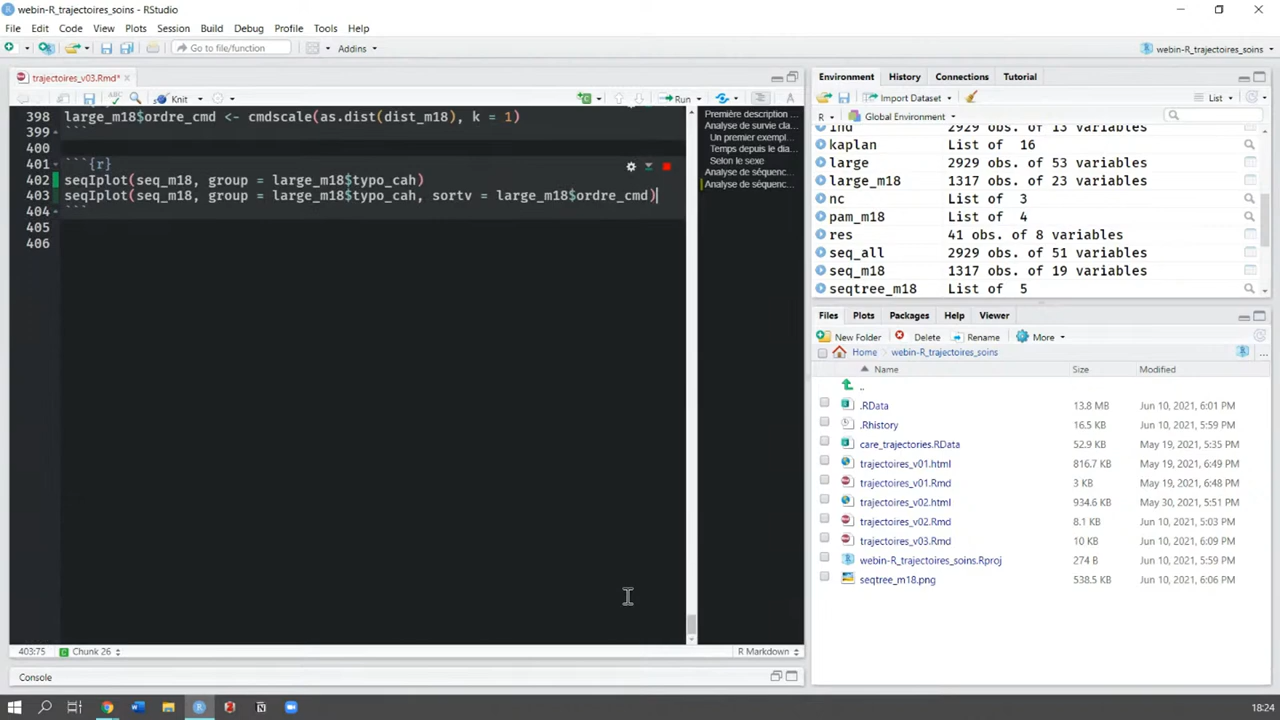 webin-R_trajectoires_soins - RStudio
File Edit Code View Plots Session Build Debug Profile Tools Help
Go to file/function Addins webin-R_trajectoires_soins
trajectoires_v03.Rmd*
Knit Run
398 large_m18$ordre_cmd <- cmdscale(as.dist(dist_m18), k = 1)
399 ```
400
401 ```{r}
402 seqIplot(seq_m18, group = large_m18$typo_cah)
403 seqIplot(seq_m18, group = large_m18$typo_cah, sortv = large_m18$ordre_cmd)
404 ```
405
406
Première description ...
Analyse de survie cla...
Un premier exempl...
Temps depuis le dia...
Selon le sexe
Analyse de séquenc...
Analyse de séquenc...
403:75 Chunk 26 R Markdown
Console
Environment History Connections Tutorial
Import Dataset List
R Global Environment
ind 2929 obs. of 13 variables
kaplan List of 16
large 2929 obs. of 53 variables
large_m18 1317 obs. of 23 variables
nc List of 3
pam_m18 List of 4
res 41 obs. of 8 variables
seq_all 2929 obs. of 51 variables
seq_m18 1317 obs. of 19 variables
seqtree_m18 List of 5
Files Plots Packages Help Viewer
New Folder Delete Rename More
Home webin-R_trajectoires_soins ...
Name Size Modified
..
.RData 13.8 MB Jun 10, 2021, 6:01 PM
.Rhistory 16.5 KB Jun 10, 2021, 5:59 PM
care_trajectories.RData 52.9 KB May 19, 2021, 5:35 PM
trajectoires_v01.html 816.7 KB May 19, 2021, 6:49 PM
trajectoires_v01.Rmd 3 KB May 19, 2021, 6:48 PM
trajectoires_v02.html 934.6 KB May 30, 2021, 5:51 PM
trajectoires_v02.Rmd 8.1 KB Jun 10, 2021, 5:03 PM
trajectoires_v03.Rmd 10 KB Jun 10, 2021, 6:09 PM
webin-R_trajectoires_soins.Rproj 274 B Jun 10, 2021, 5:59 PM
seqtree_m18.png 538.5 KB Jun 10, 2021, 6:06 PM
18:24